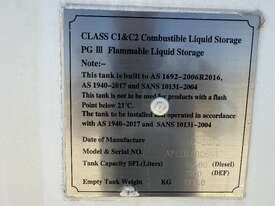 CLASS C1&C2 Combustible Liquid Storage
PG III Flammable Liquid Storage
Note:-
This tank is built to AS 1692-2006R2016,
AS 1940-2017 and SANS 10131-2004
This tank is not to be used for products with a flash
Point below 23°C.
The tank to be installed and operated in accordance
with AS 1940-2017 and SANS 10131-2004
Date of Manufacture
Model & Serial NO.
Tank Capacity SFL(Liters) (Diesel)
(DEF)
Empty Tank Weight KG